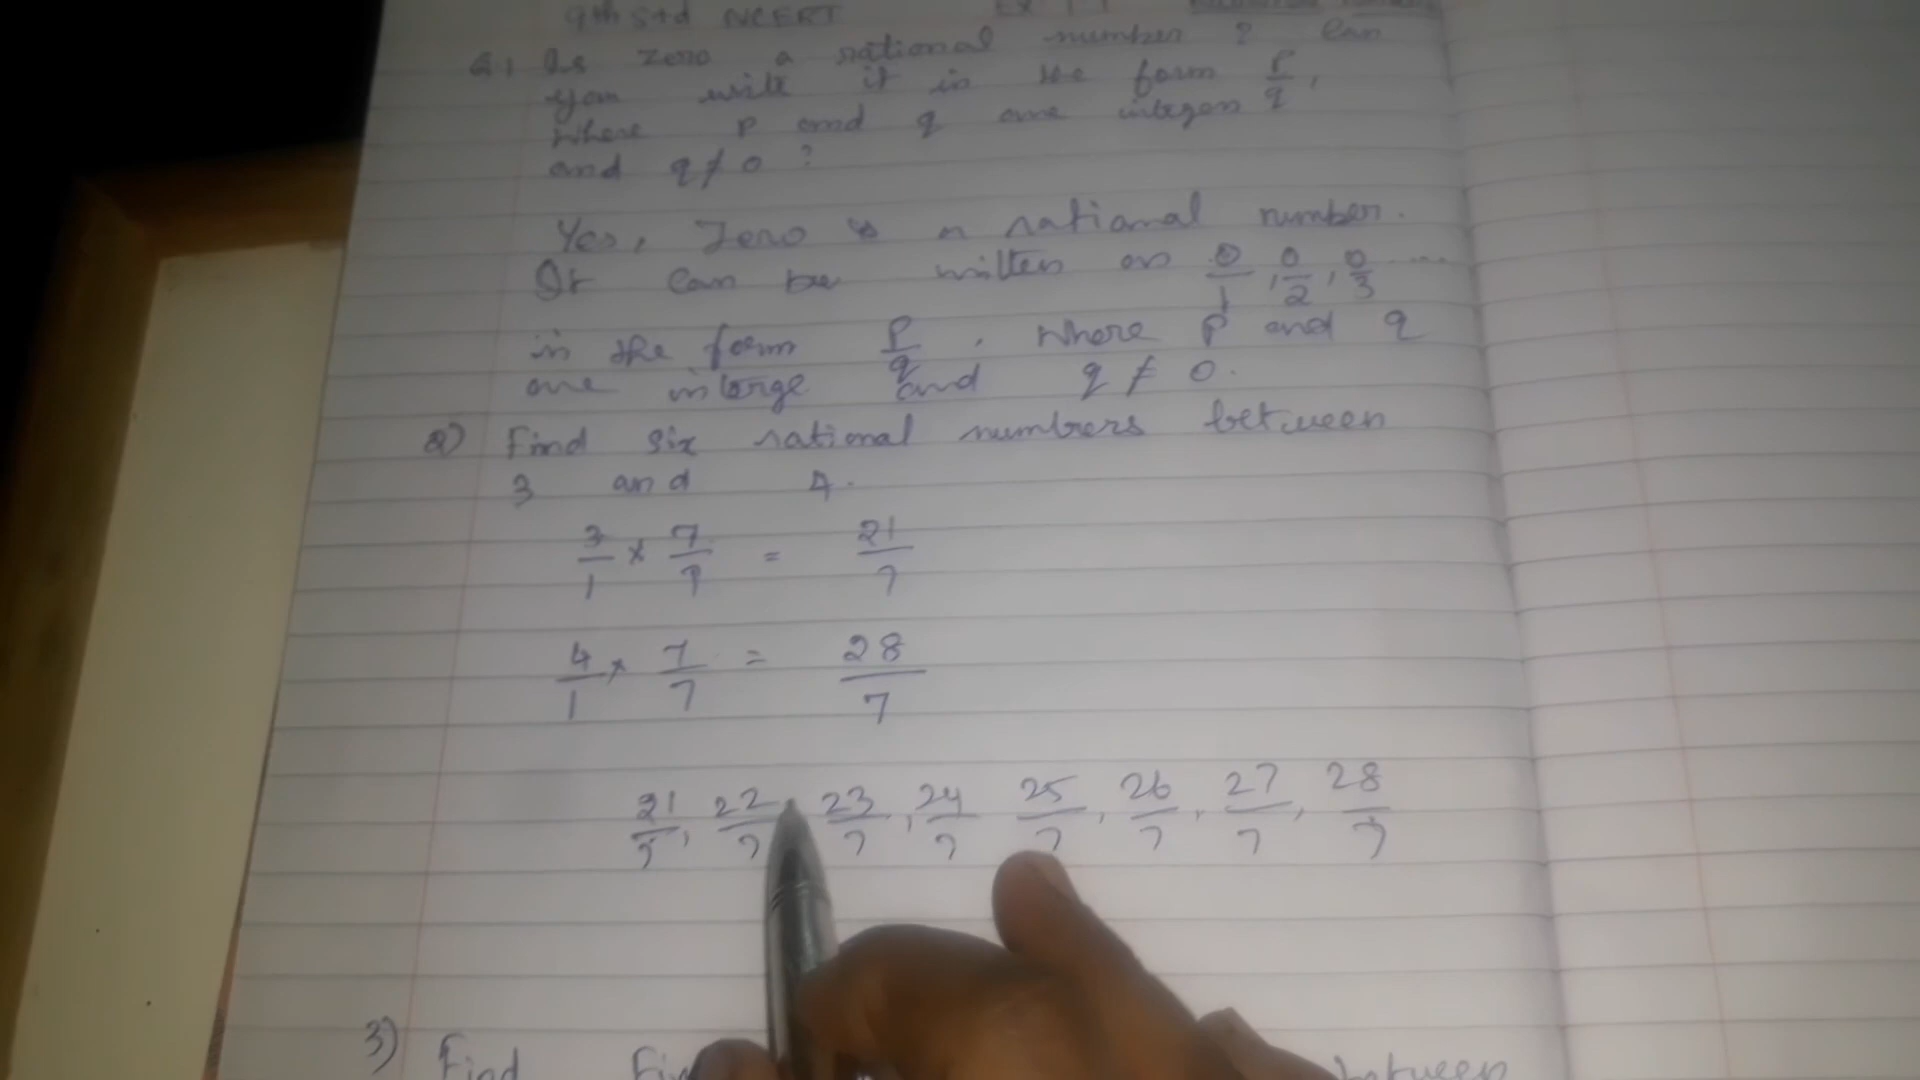 9th std NCERT Ex 1.1
Q1 Is zero a rational number ? Can
you write it in the form p/q,
where p and q are integers
and q ≠ 0 ?
Yes, Zero is a rational number.
It can be written as 0/1, 0/2, 0/3 ....
in the form p/q, where p and q
are interge and q ≠ 0.
2) Find six rational numbers between
3 and 4.
3/1 × 7/7 = 21/7
4/1 × 7/7 = 28/7
21/7, 22/7 23/7, 24/7 25/7, 26/7, 27/7, 28/7
3) Find between